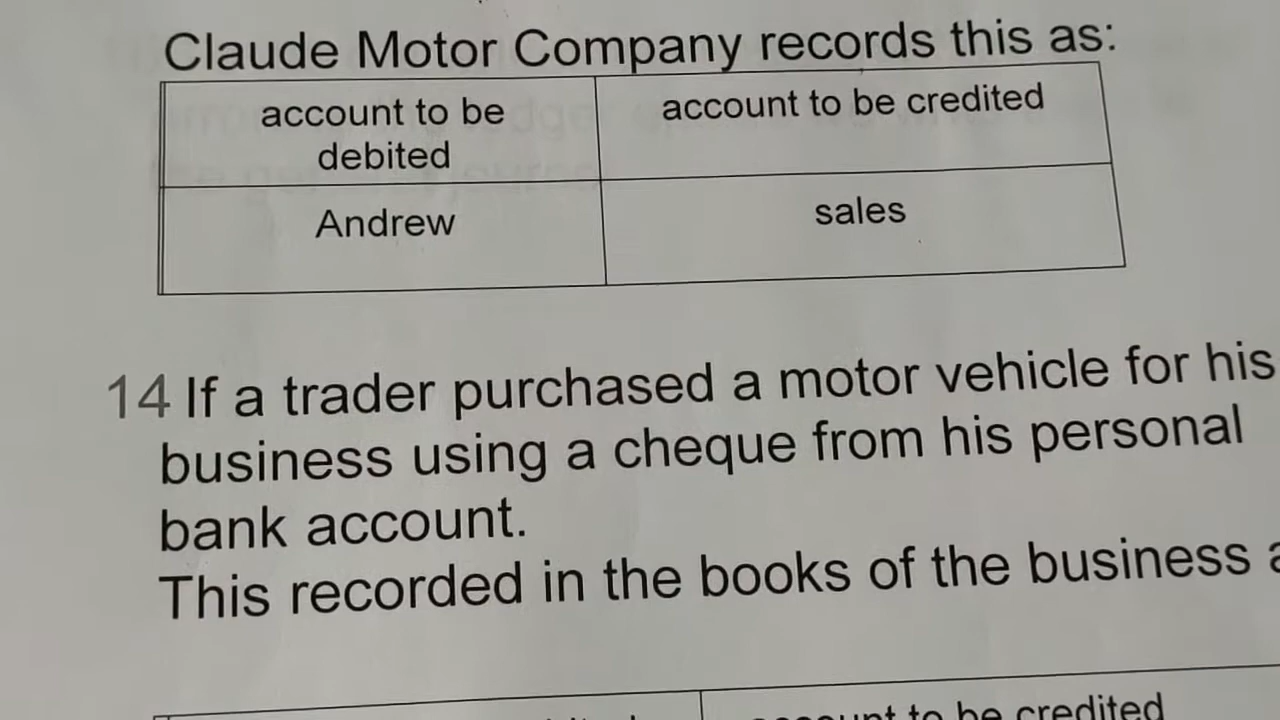 Claude Motor Company records this as:
account to be
debited
account to be credited
Andrew
sales
14 If a trader purchased a motor vehicle for his
business using a cheque from his personal
bank account.
This recorded in the books of the business
account to be credited